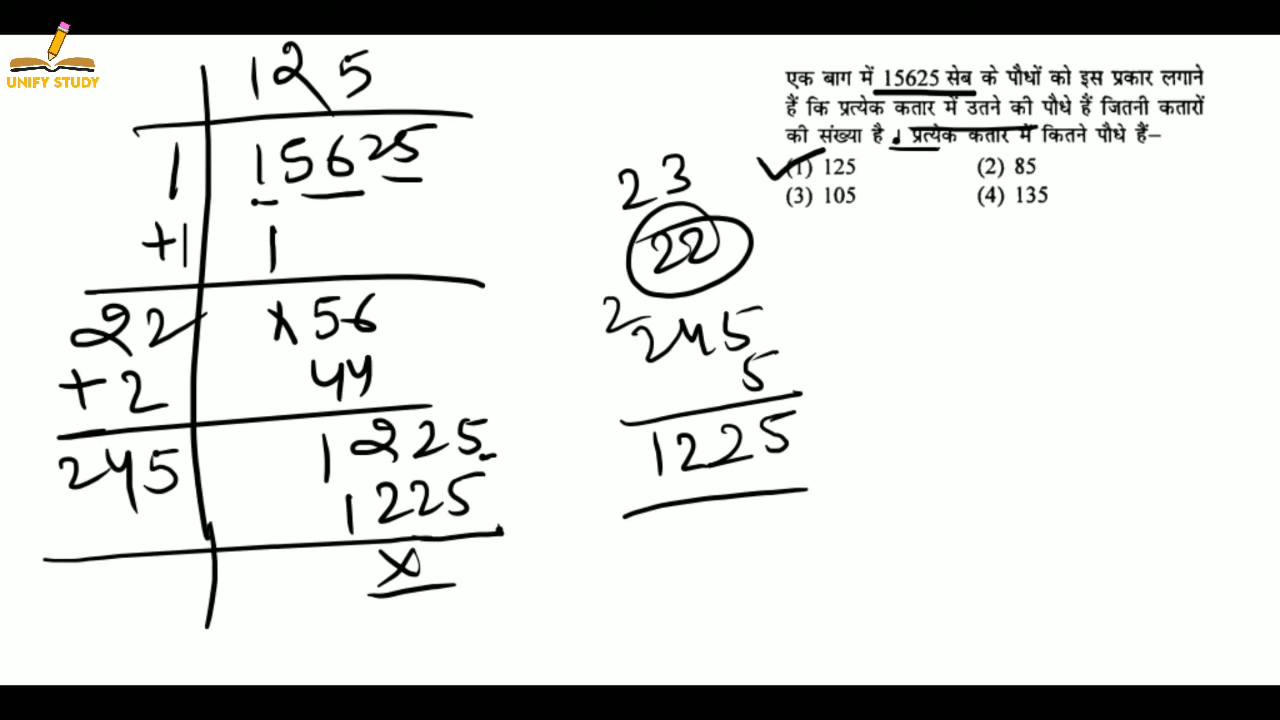 UNIFY STUDY
125
1 15625
+1 1
22 56
+2 44
245 1225
1225
x
23
22
2
245
5
1225
एक बाग में 15625 सेब के पौधों को इस प्रकार लगाने
हैं कि प्रत्येक कतार में उतने की पौधे हैं जितनी कतारों
की संख्या है । प्रत्येक कतार में कितने पौधे हैं–
(1) 125 (2) 85
(3) 105 (4) 135